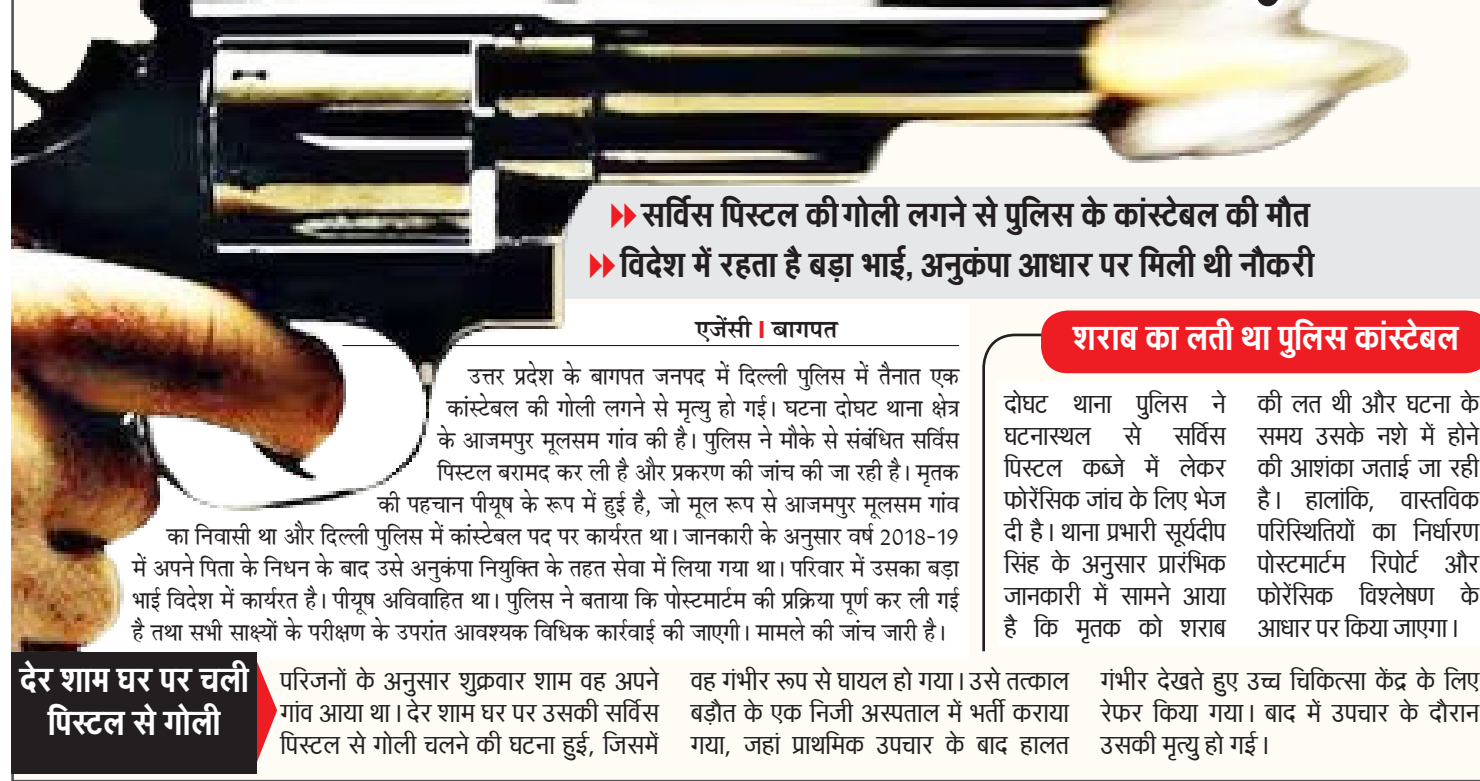 सर्विस पिस्टल की गोली लगने से पुलिस के कांस्टेबल की मौत
विदेश में रहता है बड़ा भाई, अनुकंपा आधार पर मिली थी नौकरी
एजेंसी | बागपत
उत्तर प्रदेश के बागपत जनपद में दिल्ली पुलिस में तैनात एक
कांस्टेबल की गोली लगने से मृत्यु हो गई। घटना दोघट थाना क्षेत्र
के आजमपुर मूलसम गांव की है। पुलिस ने मौके से संबंधित सर्विस
पिस्टल बरामद कर ली है और प्रकरण की जांच की जा रही है। मृतक
की पहचान पीयूष के रूप में हुई है, जो मूल रूप से आजमपुर मूलसम गांव
का निवासी था और दिल्ली पुलिस में कांस्टेबल पद पर कार्यरत था। जानकारी के अनुसार वर्ष 2018-19
में अपने पिता के निधन के बाद उसे अनुकंपा नियुक्ति के तहत सेवा में लिया गया था। परिवार में उसका बड़ा
भाई विदेश में कार्यरत है। पीयूष अविवाहित था। पुलिस ने बताया कि पोस्टमार्टम की प्रक्रिया पूर्ण कर ली गई
है तथा सभी साक्ष्यों के परीक्षण के उपरांत आवश्यक विधिक कार्रवाई की जाएगी। मामले की जांच जारी है।
शराब का लती था पुलिस कांस्टेबल
दोघट थाना पुलिस ने
घटनास्थल से सर्विस
पिस्टल कब्जे में लेकर
फोरेंसिक जांच के लिए भेज
दी है। थाना प्रभारी सूर्यदीप
सिंह के अनुसार प्रारंभिक
जानकारी में सामने आया
है कि मृतक को शराब
की लत थी और घटना के
समय उसके नशे में होने
की आशंका जताई जा रही
है। हालांकि, वास्तविक
परिस्थितियों का निर्धारण
पोस्टमार्टम रिपोर्ट और
फोरेंसिक विश्लेषण के
आधार पर किया जाएगा।
देर शाम घर पर चली
पिस्टल से गोली
परिजनों के अनुसार शुक्रवार शाम वह अपने
गांव आया था। देर शाम घर पर उसकी सर्विस
पिस्टल से गोली चलने की घटना हुई, जिसमें
वह गंभीर रूप से घायल हो गया। उसे तत्काल
बड़ौत के एक निजी अस्पताल में भर्ती कराया
गया, जहां प्राथमिक उपचार के बाद हालत
गंभीर देखते हुए उच्च चिकित्सा केंद्र के लिए
रेफर किया गया। बाद में उपचार के दौरान
उसकी मृत्यु हो गई।